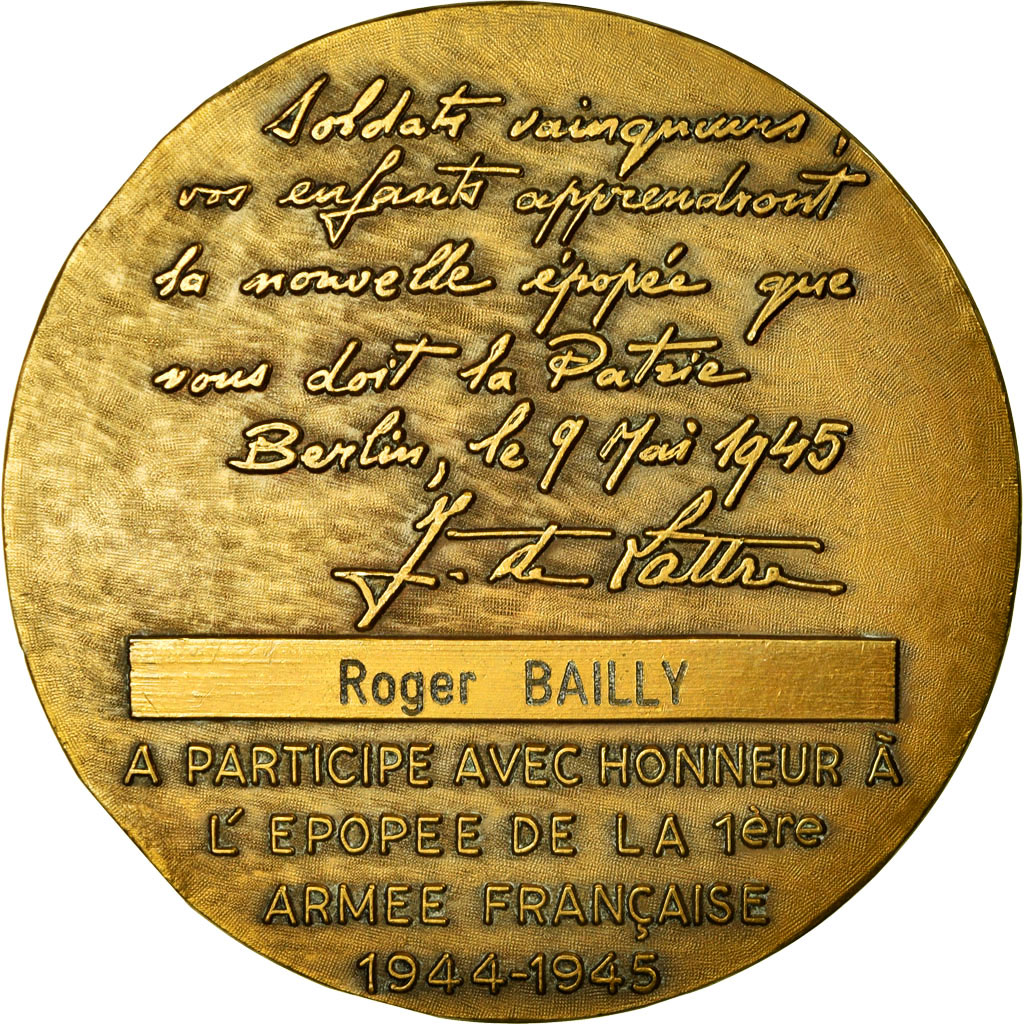 Soldats vainqueurs,
vos enfants apprendront
la nouvelle épopée que
vous doit la Patrie
Berlin, le 9 Mai 1945
J. de Lattre
Roger BAILLY
A PARTICIPE AVEC HONNEUR À
L' EPOPEE DE LA 1ère
ARMEE FRANÇAISE
1944-1945